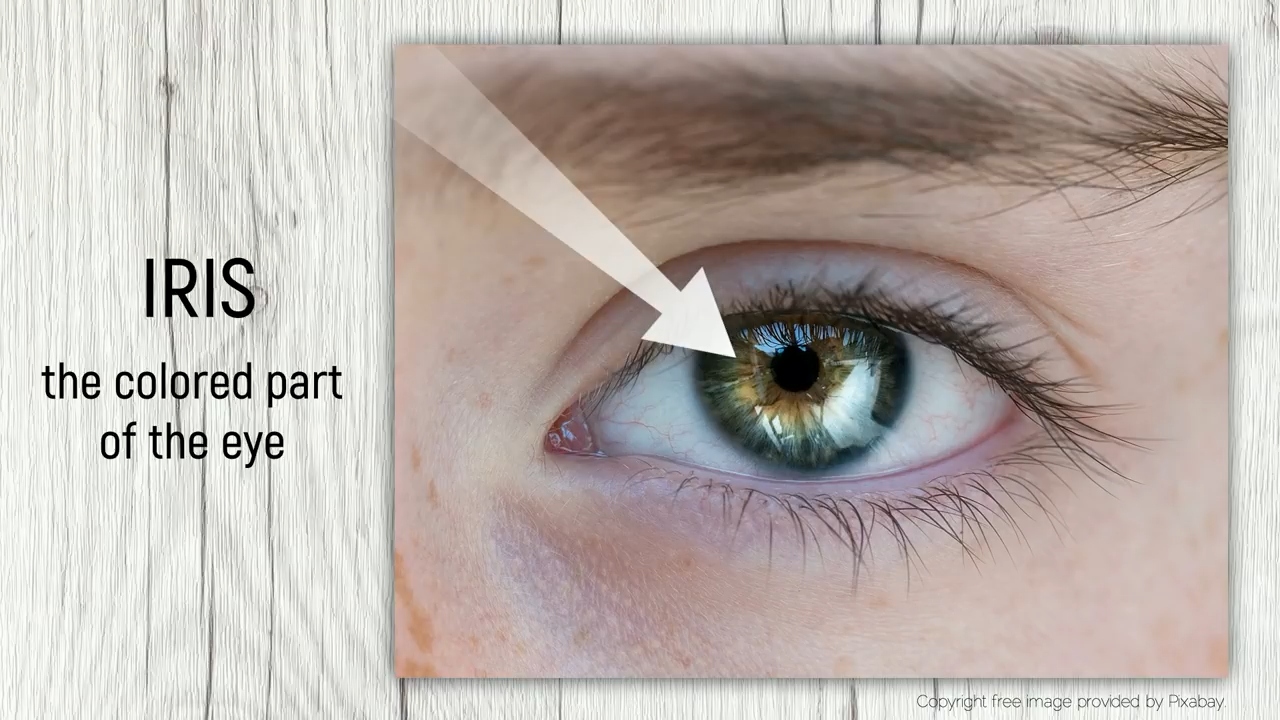 IRIS
the colored part
of the eye
Copyright free image provided by Pixabay.